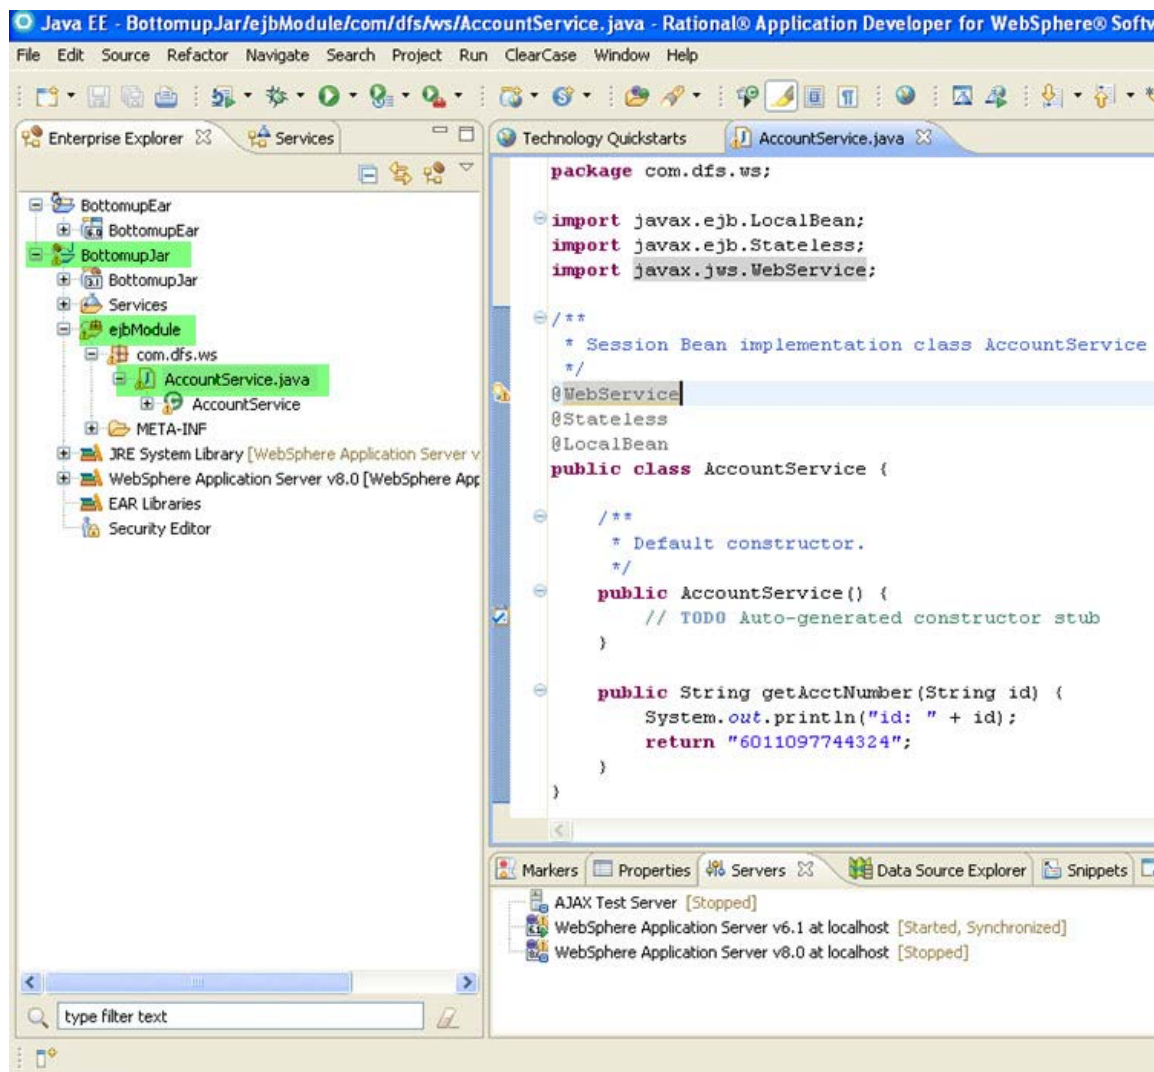 Java EE - BottomupJar/ejbModule/com/dfs/ws/AccountService.java - Rational® Application Developer for WebSphere® Softw
File Edit Source Refactor Navigate Search Project Run ClearCase Window Help
Enterprise Explorer Services
Technology Quickstarts AccountService.java
BottomupEar
6.0 BottomupEar
BottomupJar
3.1 BottomupJar
Services
ejbModule
com.dfs.ws
AccountService.java
AccountService
META-INF
JRE System Library [WebSphere Application Server v
WebSphere Application Server v8.0 [WebSphere App
EAR Libraries
Security Editor
type filter text
package com.dfs.ws;
import javax.ejb.LocalBean;
import javax.ejb.Stateless;
import javax.jws.WebService;
/**
* Session Bean implementation class AccountService
*/
@WebService
@Stateless
@LocalBean
public class AccountService {
/**
* Default constructor.
*/
public AccountService() {
// TODO Auto-generated constructor stub
}
public String getAcctNumber(String id) {
System.out.println("id: " + id);
return "6011097744324";
}
}
Markers Properties Servers Data Source Explorer Snippets
AJAX Test Server [Stopped]
WebSphere Application Server v6.1 at localhost [Started, Synchronized]
WebSphere Application Server v8.0 at localhost [Stopped]